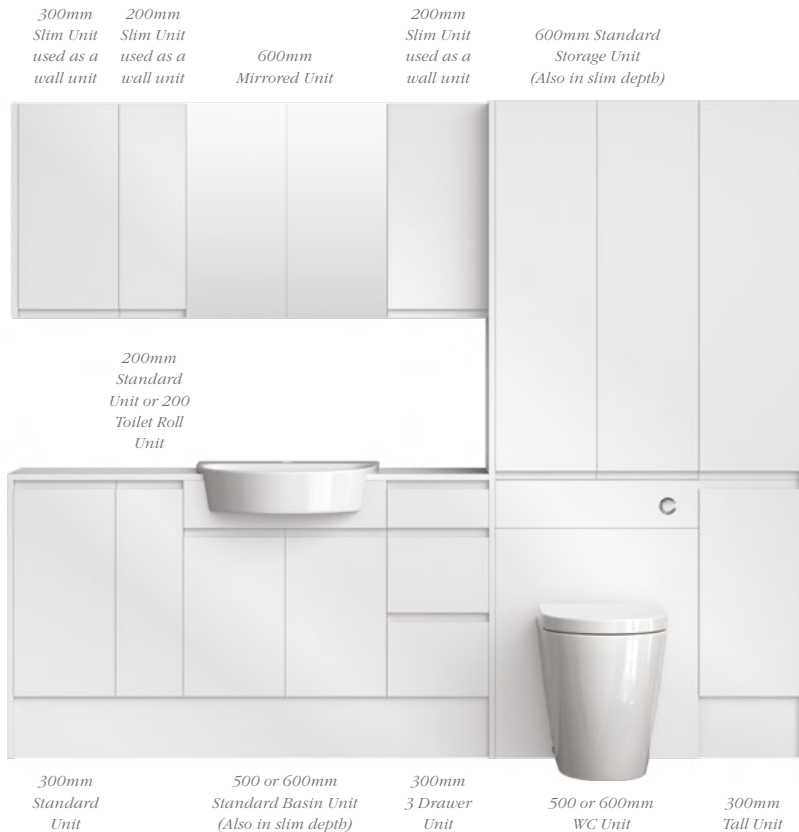 300mm
Slim Unit
used as a
wall unit
200mm
Slim Unit
used as a
wall unit
600mm
Mirrored Unit
200mm
Slim Unit
used as a
wall unit
600mm Standard
Storage Unit
(Also in slim depth)
200mm
Standard
Unit or 200
Toilet Roll
Unit
300mm
Standard
Unit
500 or 600mm
Standard Basin Unit
(Also in slim depth)
300mm
3 Drawer
Unit
500 or 600mm
WC Unit
300mm
Tall Unit